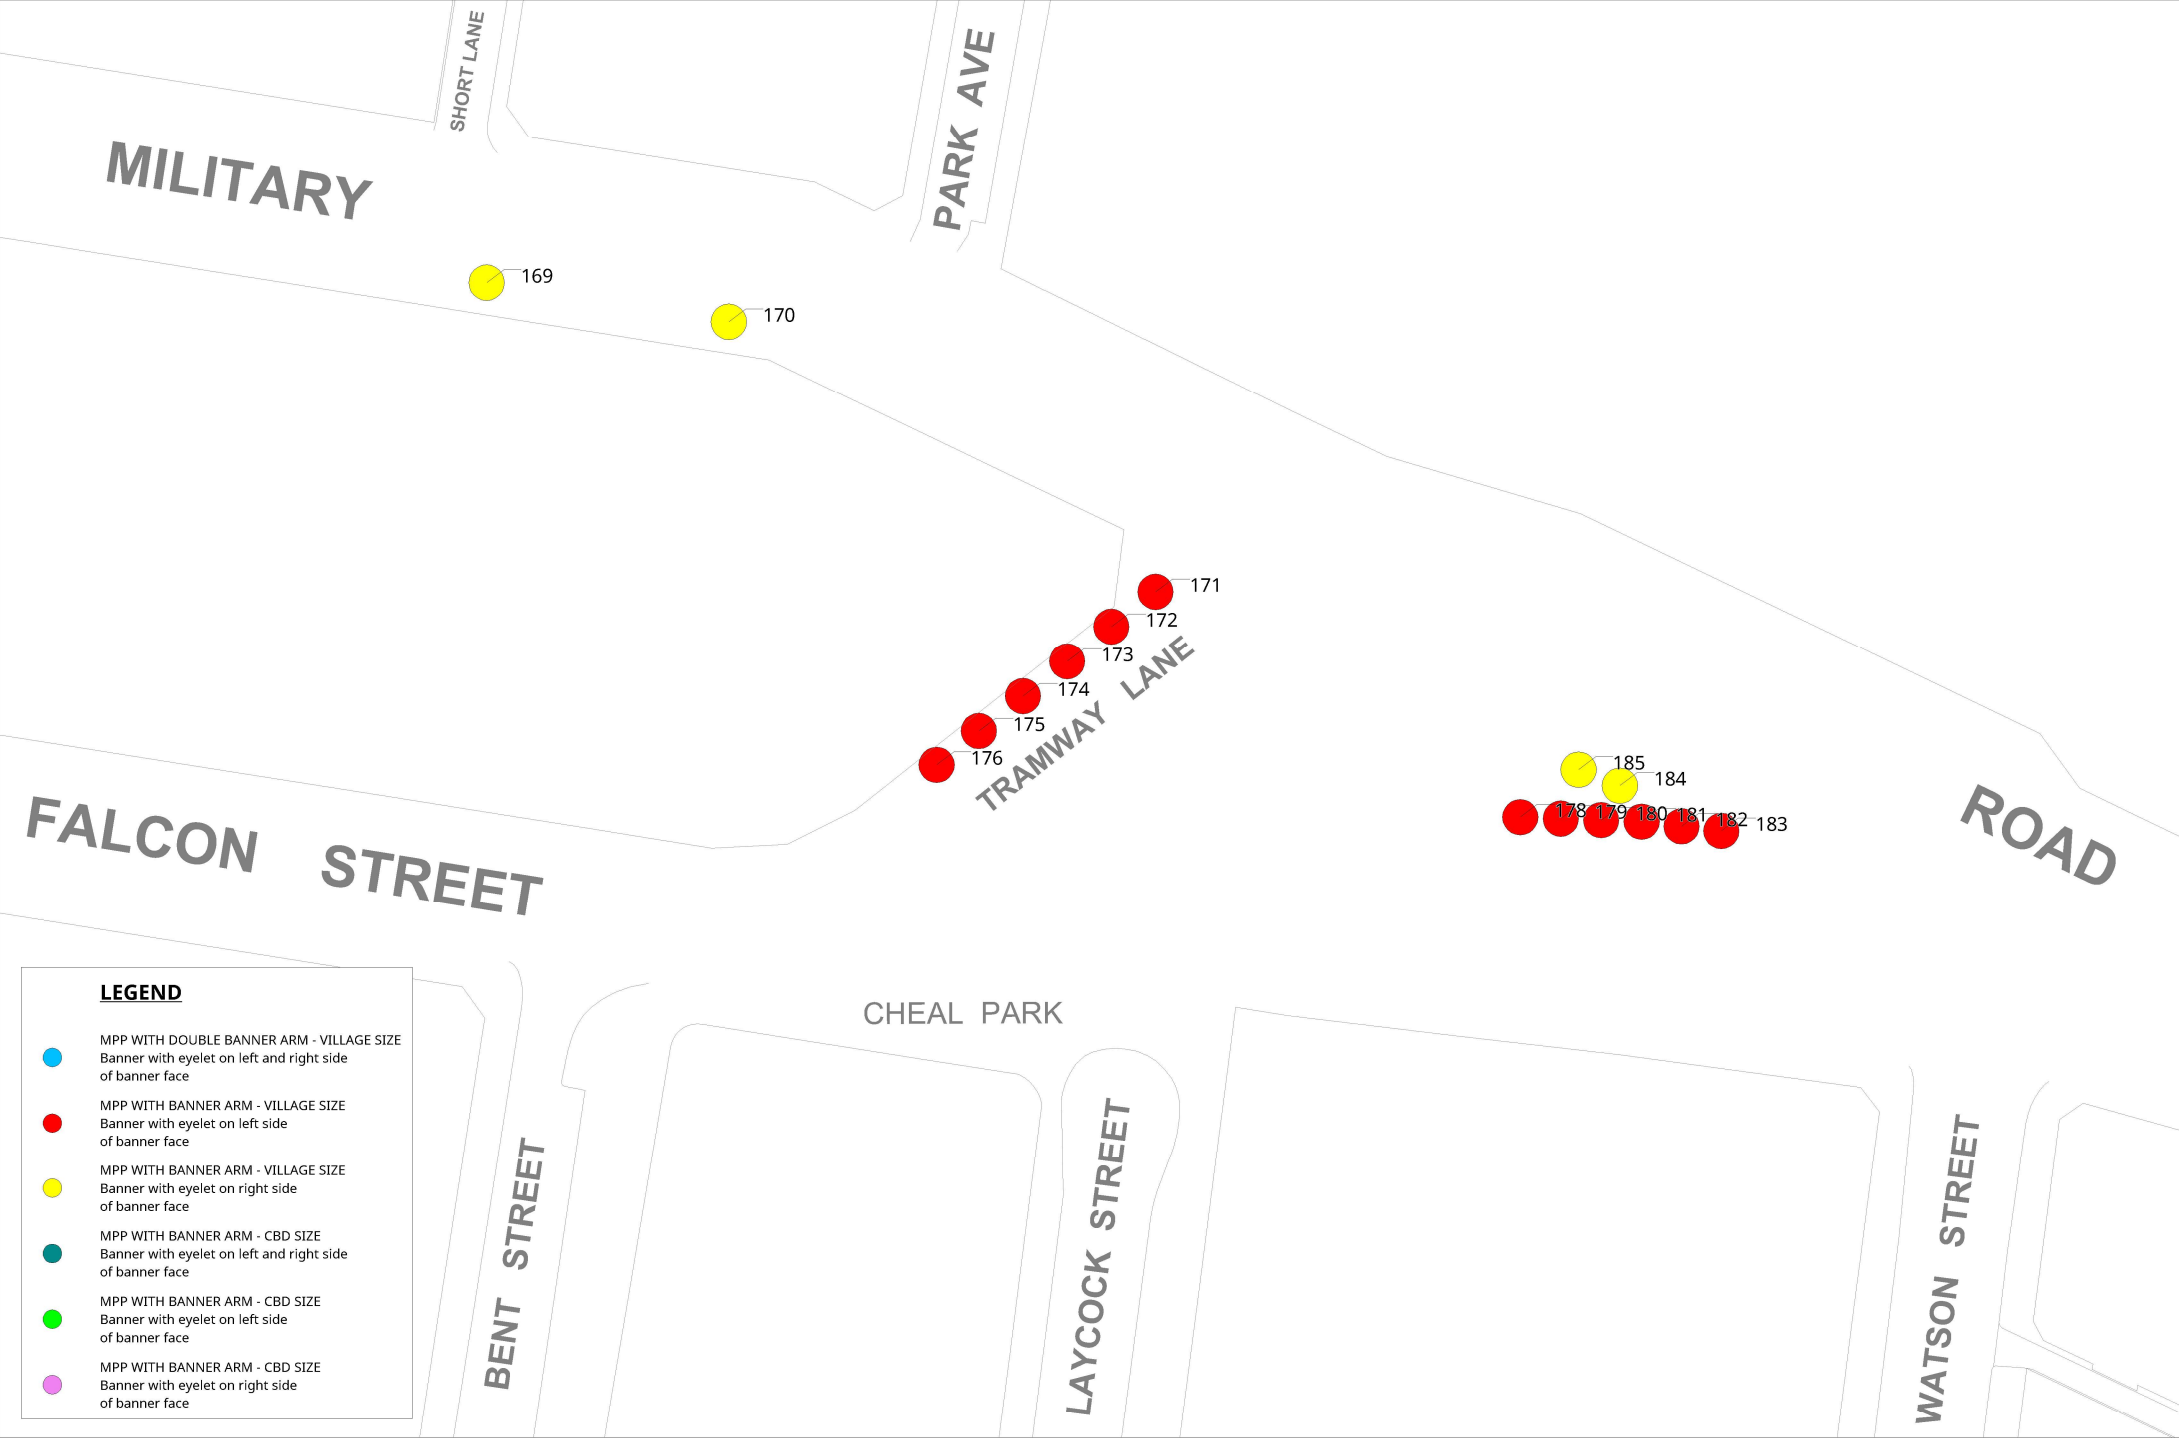 SHORT LANE
PARK AVE
MILITARY
169
170
171
172
173
174
175
176
TRAMWAY LANE
185
184
178
179
180
181
182
183
ROAD
FALCON STREET
CHEAL PARK
BENT STREET
LAYCOCK STREET
WATSON STREET
LEGEND
MPP WITH DOUBLE BANNER ARM - VILLAGE SIZE
Banner with eyelet on left and right side
of banner face
MPP WITH BANNER ARM - VILLAGE SIZE
Banner with eyelet on left side
of banner face
MPP WITH BANNER ARM - VILLAGE SIZE
Banner with eyelet on right side
of banner face
MPP WITH BANNER ARM - CBD SIZE
Banner with eyelet on left and right side
of banner face
MPP WITH BANNER ARM - CBD SIZE
Banner with eyelet on left side
of banner face
MPP WITH BANNER ARM - CBD SIZE
Banner with eyelet on right side
of banner face